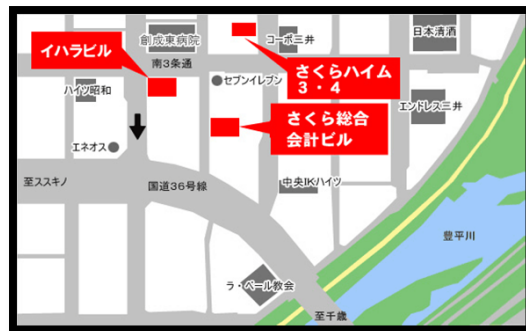 創成東病院
コーポ三井
日本清酒
イハラビル
南3条通
さくらハイム
3・4
セブンイレブン
ハイツ昭和
エンドレス三井
さくら総合
会計ビル
エネオス
至ススキノ
国道36号線
中央IKハイツ
豊平川
ラ・ペール教会
至千歳